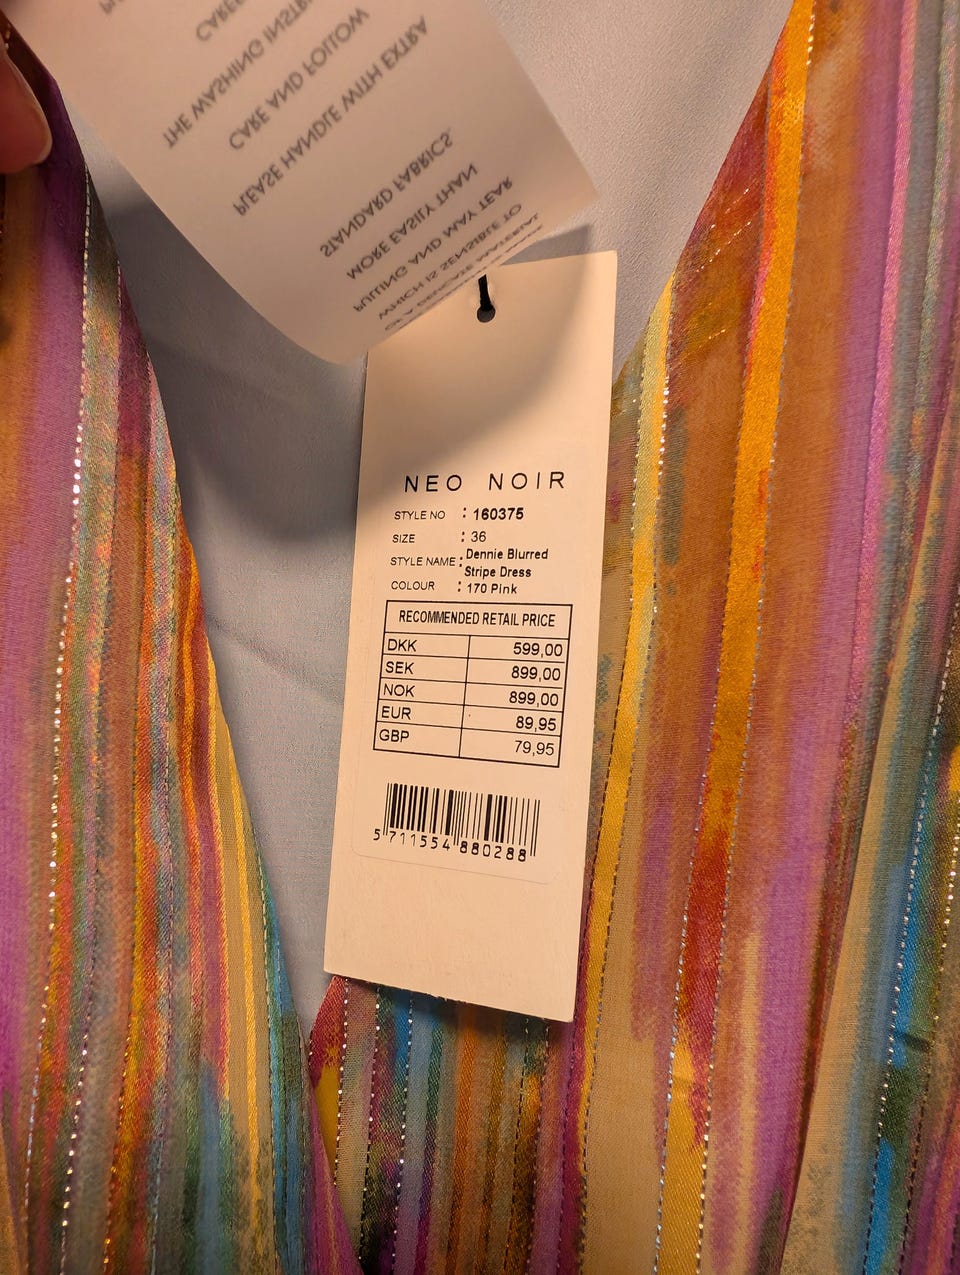 OF A DELICATE MATERIAL
WHICH IS SENSIBLE TO
PULLING AND MAY TEAR
MORE EASILY THAN
STANDARD FABRICS.
PLEASE HANDLE WITH EXTRA
CARE AND FOLLOW
THE WASHING
NEO NOIR
STYLE NO : 160375
SIZE : 36
STYLE NAME : Dennie Blurred
Stripe Dress
COLOUR : 170 Pink
RECOMMENDED RETAIL PRICE
DKK 599,00
SEK 899,00
NOK 899,00
EUR 89,95
GBP 79,95
5 711554 880288